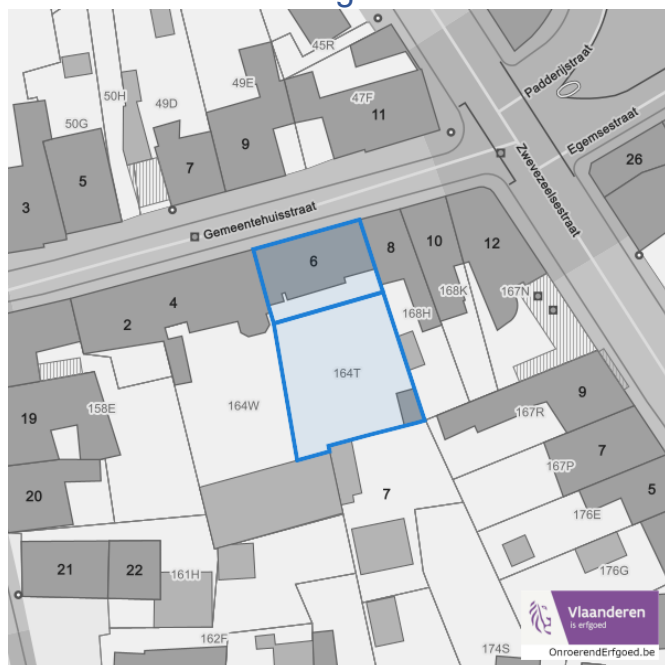 45R
50H
49E
49D
47F
50G
11
9
7
5
3
Padderijstraat
Egemsestraat
Zwevezeelsestraat
26
Gemeentehuisstraat
6
8
10
12
167N
168K
168H
4
2
164T
164W
158E
19
9
167R
7
167P
20
5
7
176E
21
22
161H
176G
162F
174S
Vlaanderen
is erfgoed
OnroerendErfgoed.be